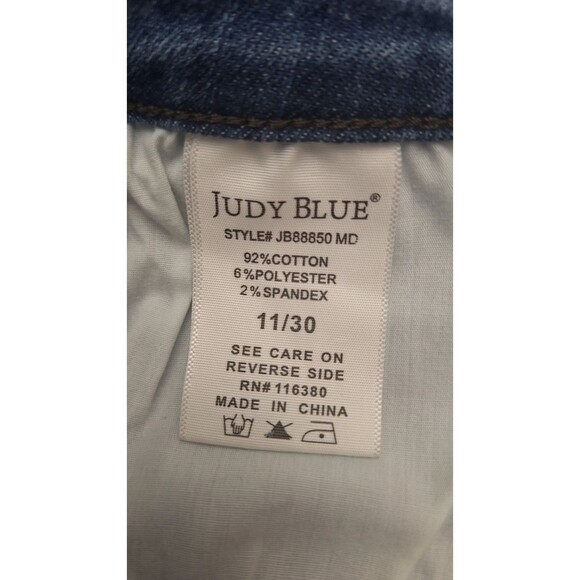 JUDY BLUE®
STYLE# JB88850 MD
92%COTTON
6%POLYESTER
2%SPANDEX
11/30
SEE CARE ON
REVERSE SIDE
RN# 116380
MADE IN CHINA